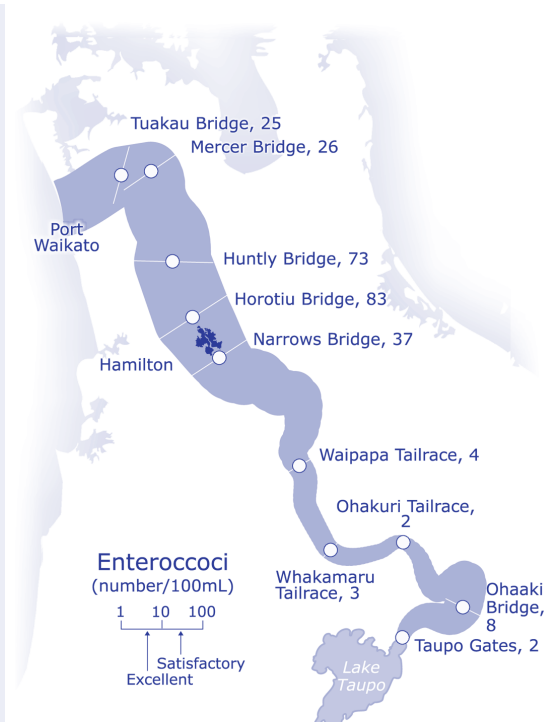 Tuakau Bridge, 25
Mercer Bridge, 26
Port
Waikato
Huntly Bridge, 73
Horotiu Bridge, 83
Narrows Bridge, 37
Hamilton
Waipapa Tailrace, 4
Ohakuri Tailrace,
2
Whakamaru
Tailrace, 3
Ohaaki
Bridge,
8
Taupo Gates, 2
Lake
Taupo
Enteroccoci
(number/100mL)
1 10 100
Satisfactory
Excellent